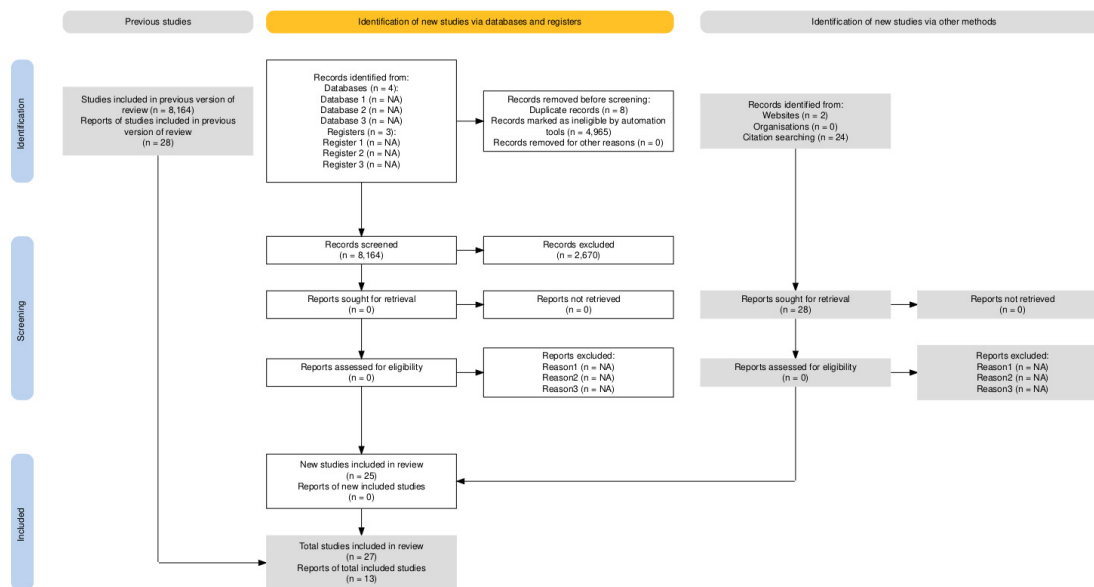 Previous studies
Identification of new studies via databases and registers
Identification of new studies via other methods
Identification
Studies included in previous version of
review (n = 8,164)
Reports of studies included in previous
version of review
(n = 28)
Records identified from:
Databases (n = 4):
Database 1 (n = NA)
Database 2 (n = NA)
Database 3 (n = NA)
Registers (n = 3):
Register 1 (n = NA)
Register 2 (n = NA)
Register 3 (n = NA)
Records removed before screening:
Duplicate records (n = 8)
Records marked as ineligible by automation
tools (n = 4,965)
Records removed for other reasons (n = 0)
Records identified from:
Websites (n = 2)
Organisations (n = 0)
Citation searching (n = 24)
Screening
Records screened
(n = 8,164)
Records excluded
(n = 2,670)
Reports sought for retrieval
(n = 0)
Reports not retrieved
(n = 0)
Reports sought for retrieval
(n = 28)
Reports not retrieved
(n = 0)
Reports assessed for eligibility
(n = 0)
Reports excluded:
Reason1 (n = NA)
Reason2 (n = NA)
Reason3 (n = NA)
Reports assessed for eligibility
(n = 0)
Reports excluded:
Reason1 (n = NA)
Reason2 (n = NA)
Reason3 (n = NA)
Included
New studies included in review
(n = 25)
Reports of new included studies
(n = 0)
Total studies included in review
(n = 27)
Reports of total included studies
(n = 13)